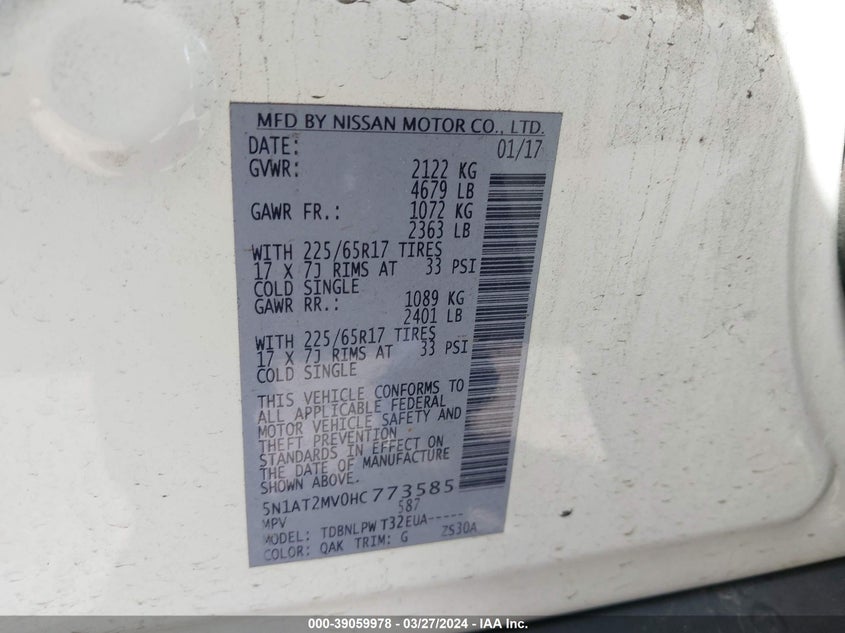 MFD BY NISSAN MOTOR CO., LTD.
DATE: 01/17
GVWR: 2122 KG
4679 LB
GAWR FR.: 1072 KG
2363 LB
WITH 225/65R17 TIRES
17 X 7J RIMS AT 33 PSI
COLD SINGLE
GAWR RR.: 1089 KG
2401 LB
WITH 225/65R17 TIRES
17 X 7J RIMS AT 33 PSI
COLD SINGLE
THIS VEHICLE CONFORMS TO
ALL APPLICABLE FEDERAL
MOTOR VEHICLE SAFETY AND
THEFT PREVENTION
STANDARDS IN EFFECT ON
THE DATE OF MANUFACTURE
SHOWN ABOVE.
5N1AT2MV0HC773585
MPV 587
MODEL: TDBNLPW T32EUA-----
COLOR: QAK TRIM: G ZS30A
000-39059978 - 03/27/2024 - IAA Inc.